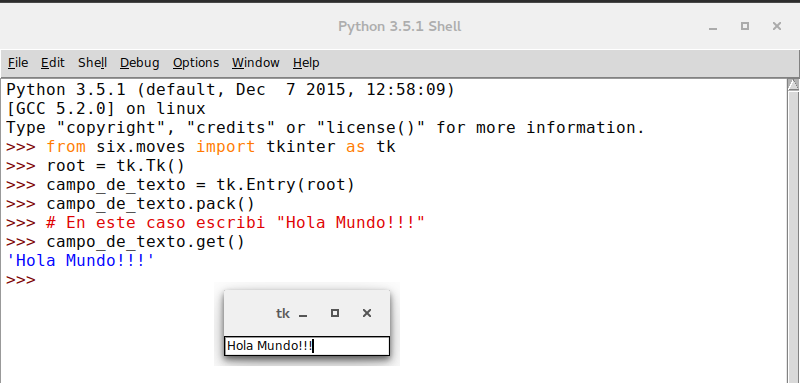 Python 3.5.1 Shell
File Edit Shell Debug Options Window Help
Python 3.5.1 (default, Dec  7 2015, 12:58:09)
[GCC 5.2.0] on linux
Type "copyright", "credits" or "license()" for more information.
>>> from six.moves import tkinter as tk
>>> root = tk.Tk()
>>> campo_de_texto = tk.Entry(root)
>>> campo_de_texto.pack()
>>> # En este caso escribi "Hola Mundo!!!"
>>> campo_de_texto.get()
'Hola Mundo!!!'
>>>
tk
Hola Mundo!!!